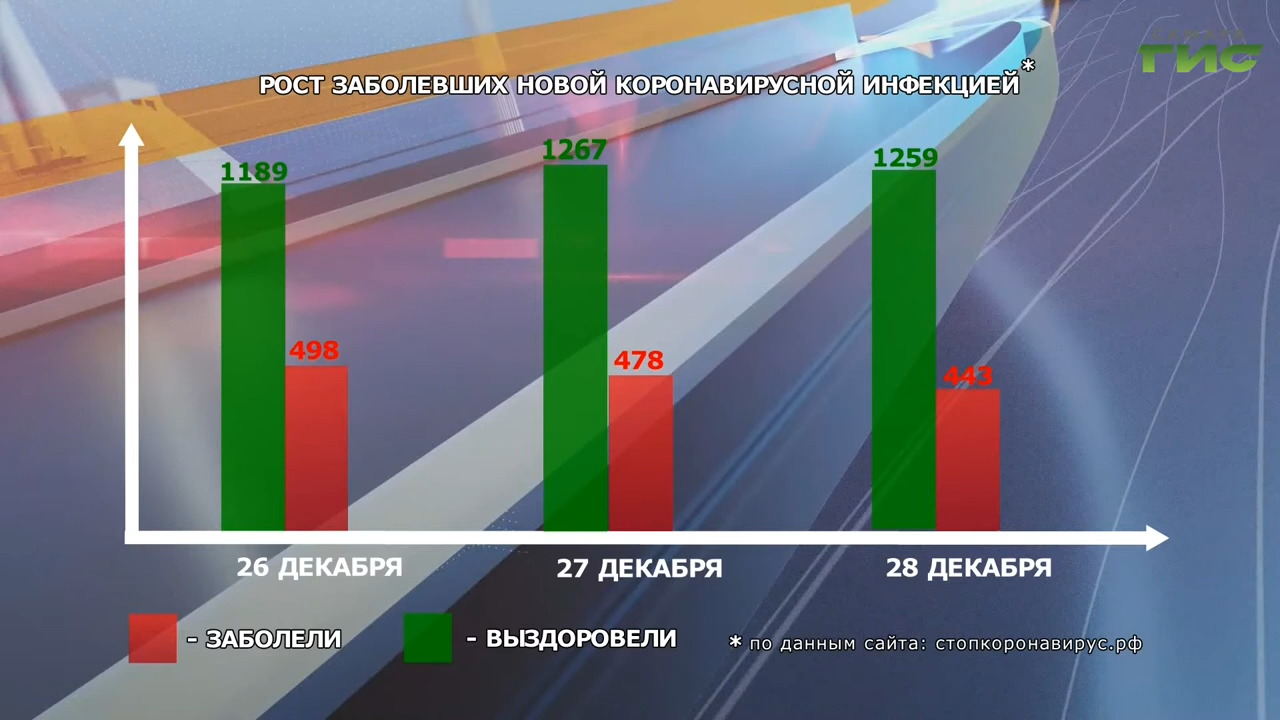 САМАРА
ГИС
РОСТ ЗАБОЛЕВШИХ НОВОЙ КОРОНАВИРУСНОЙ ИНФЕКЦИЕЙ*
1189
498
1267
478
1259
443
26 ДЕКАБРЯ
27 ДЕКАБРЯ
28 ДЕКАБРЯ
- ЗАБОЛЕЛИ
- ВЫЗДОРОВЕЛИ
* по данным сайта: стопкоронавирус.рф